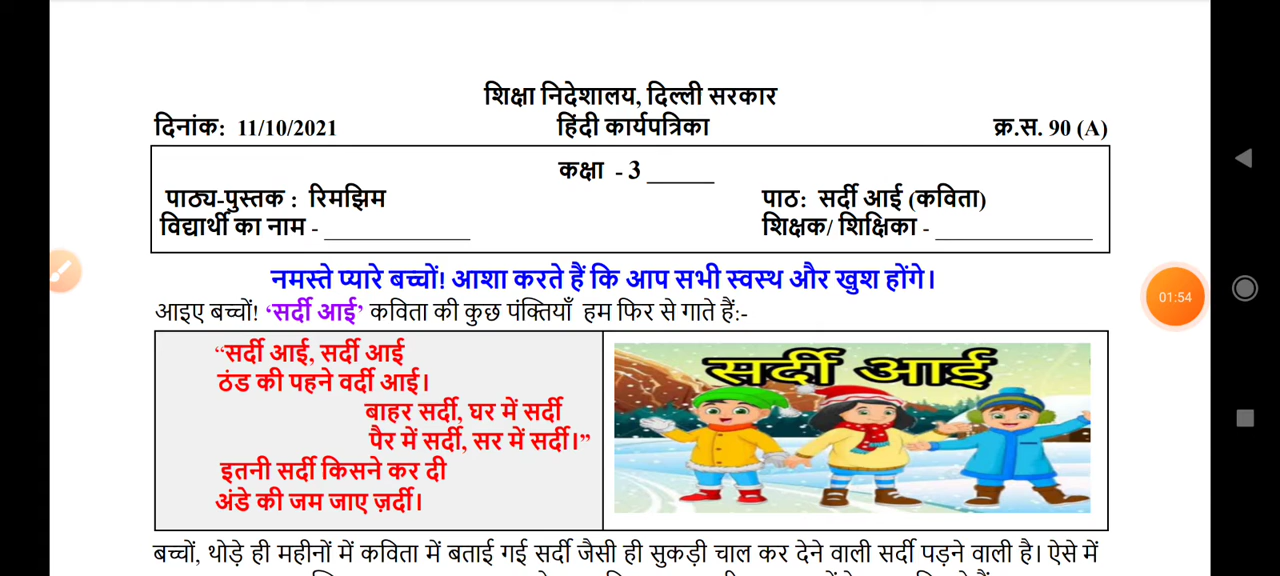 शिक्षा निदेशालय, दिल्ली सरकार
दिनांक: 11/10/2021 हिंदी कार्यपत्रिका क्र.स. 90 (A)
कक्षा - 3 _____
पाठ्य-पुस्तक : रिमझिम पाठ: सर्दी आई (कविता)
विद्यार्थी का नाम - ___________ शिक्षक/ शिक्षिका - ____________
नमस्ते प्यारे बच्चों! आशा करते हैं कि आप सभी स्वस्थ और खुश होंगे।
आइए बच्चों! ‘सर्दी आई’ कविता की कुछ पंक्तियाँ हम फिर से गाते हैं:-
“सर्दी आई, सर्दी आई
ठंड की पहने वर्दी आई।
बाहर सर्दी, घर में सर्दी
पैर में सर्दी, सर में सर्दी।”
इतनी सर्दी किसने कर दी
अंडे की जम जाए ज़र्दी।
सर्दी आई
01:54
बच्चों, थोड़े ही महीनों में कविता में बताई गई सर्दी जैसी ही सुकड़ी चाल कर देने वाली सर्दी पड़ने वाली है। ऐसे में